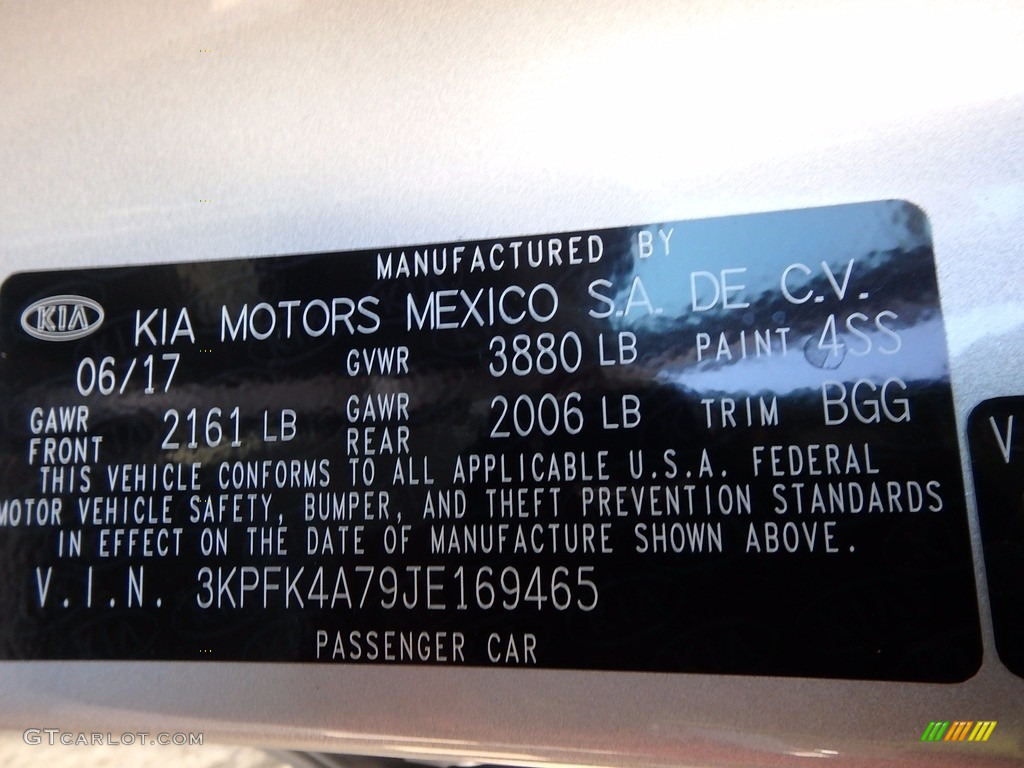 MANUFACTURED BY
KIA KIA MOTORS MEXICO S.A. DE C.V.
06/17 GVWR 3880 LB PAINT 4SS
GAWR FRONT 2161 LB GAWR REAR 2006 LB TRIM BGG
THIS VEHICLE CONFORMS TO ALL APPLICABLE U.S.A. FEDERAL
MOTOR VEHICLE SAFETY, BUMPER, AND THEFT PREVENTION STANDARDS
IN EFFECT ON THE DATE OF MANUFACTURE SHOWN ABOVE.
V.I.N. 3KPFK4A79JE169465
PASSENGER CAR
V
GTcarlot.com